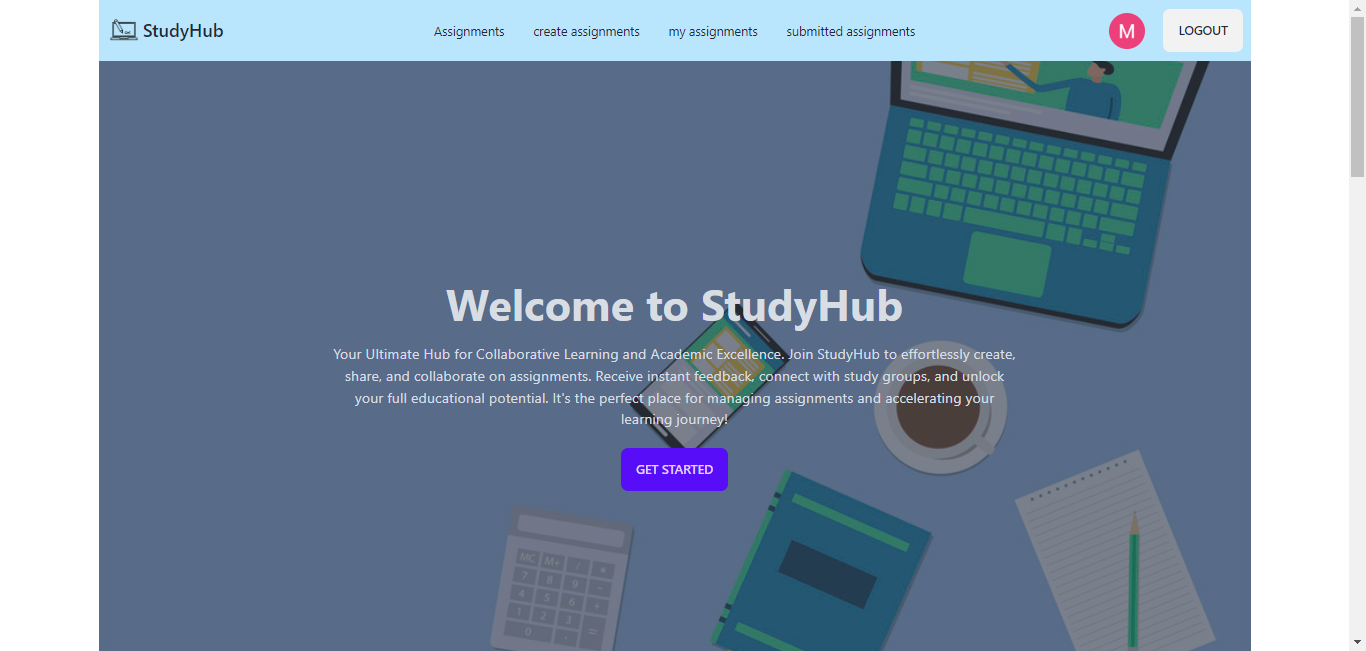 StudyHub
Assignments create assignments my assignments submitted assignments
M
LOGOUT
Welcome to StudyHub
Your Ultimate Hub for Collaborative Learning and Academic Excellence. Join StudyHub to effortlessly create,
share, and collaborate on assignments. Receive instant feedback, connect with study groups, and unlock
your full educational potential. It's the perfect place for managing assignments and accelerating your
learning journey!
GET STARTED
MC M+ / ×
7 8 9 −
4 5 6 +
1 2 3 =
0 .